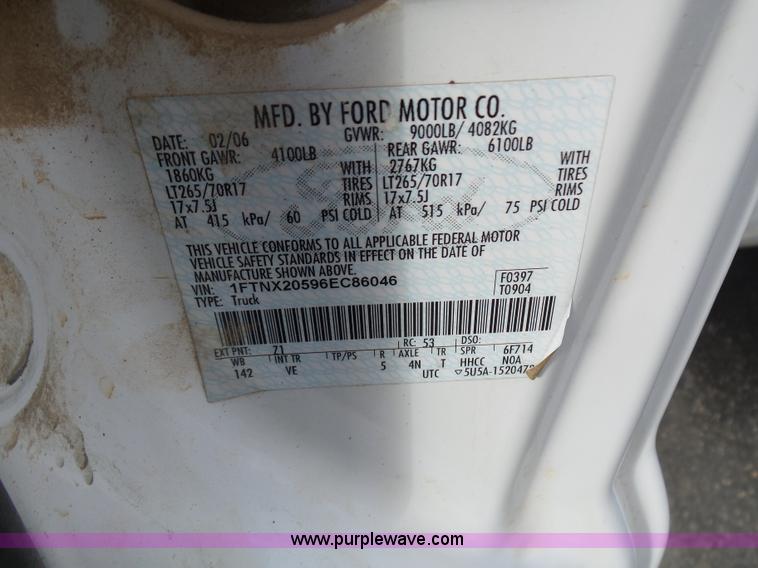 MFD. BY FORD MOTOR CO.
DATE: 02/06 GVWR: 9000LB/ 4082KG
FRONT GAWR: 4100LB REAR GAWR: 6100LB
1860KG WITH 2767KG WITH
LT265/70R17 TIRES LT265/70R17 TIRES
17x7.5J RIMS 17x7.5J RIMS
AT 415 kPa/ 60 PSI COLD AT 515 kPa/ 75 PSI COLD
THIS VEHICLE CONFORMS TO ALL APPLICABLE FEDERAL MOTOR
VEHICLE SAFETY STANDARDS IN EFFECT ON THE DATE OF
MANUFACTURE SHOWN ABOVE.
VIN: 1FTNX20596EC86046 F0397
TYPE: Truck T0904
EXT PNT: 71 RC: 53 DSO:
WB INT TR TP/PS R AXLE TR SPR 6F714
142 VE 5 4N T HHCC NOA
UTC ▽5U5A-1520472
www.purplewave.com